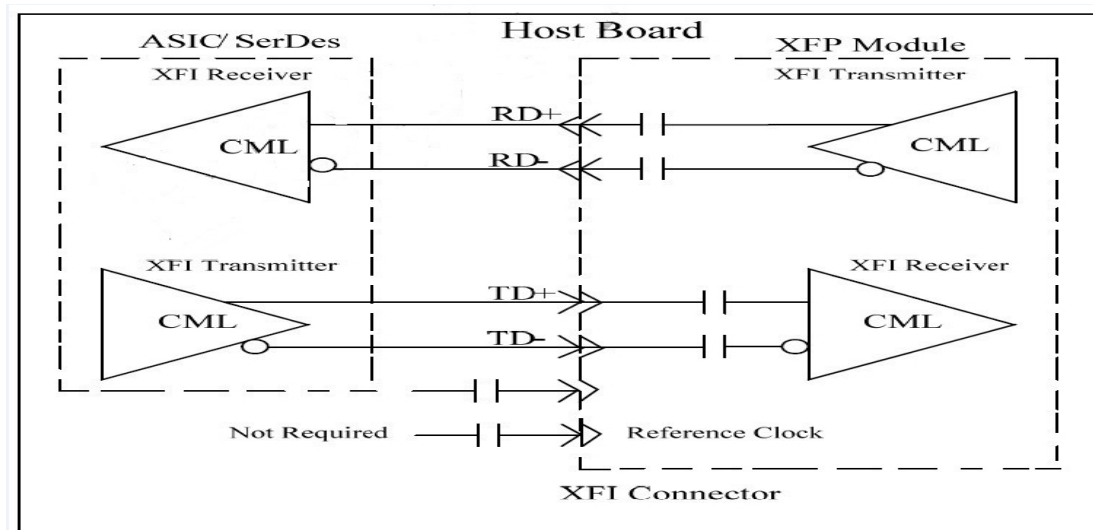 Host Board
ASIC/ SerDes
XFP Module
XFI Receiver
XFI Transmitter
RD+
CML
CML
RD-
XFI Transmitter
XFI Receiver
TD+
CML
CML
TD-
Not Required
Reference Clock
XFI Connector